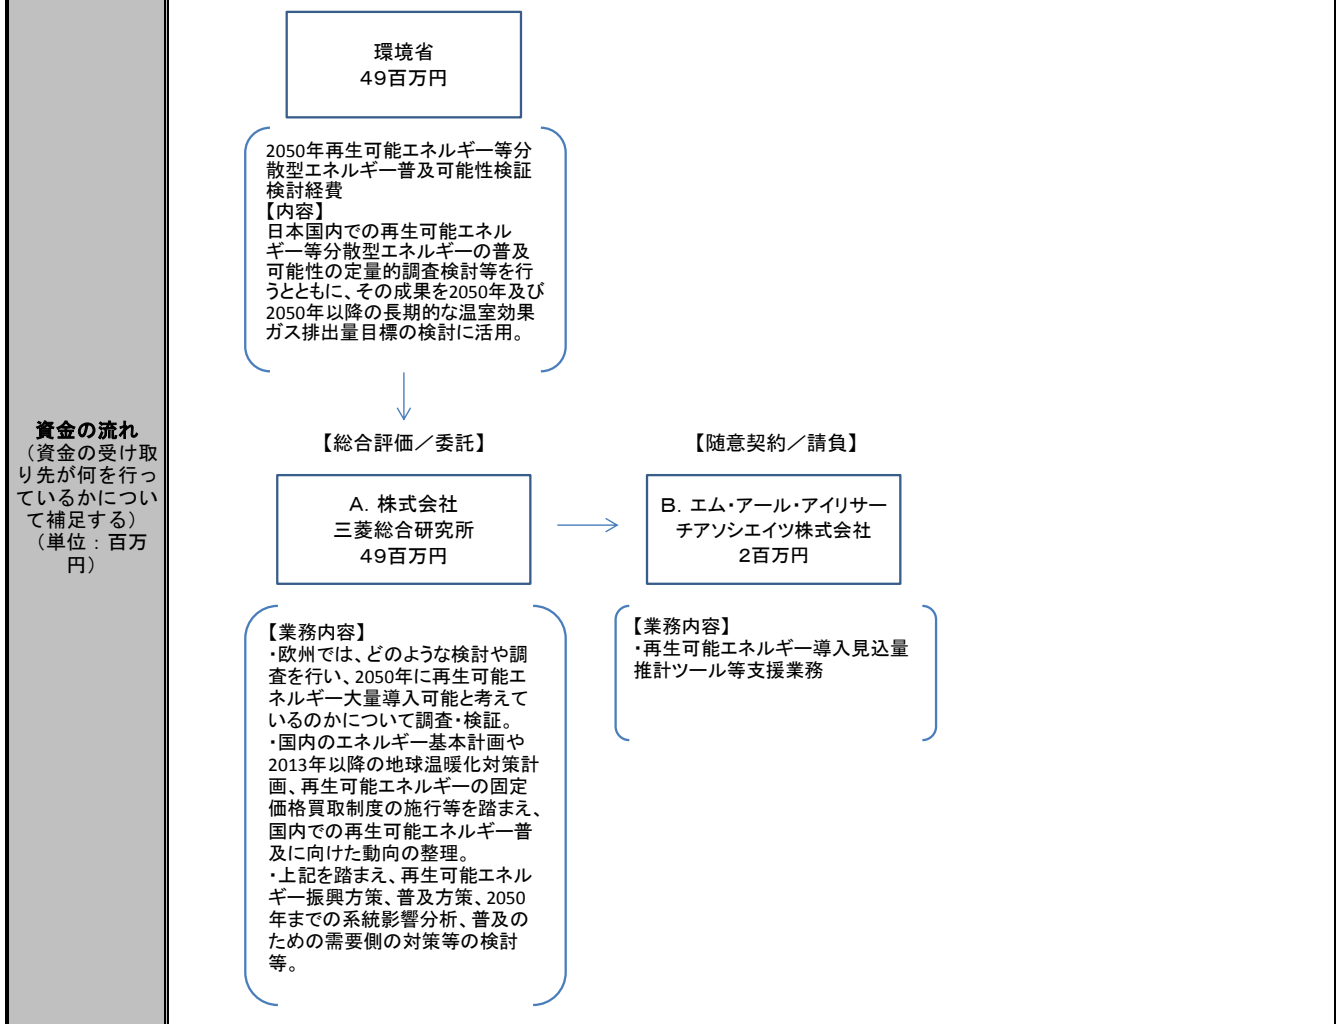 資金の流れ
（資金の受け取
り先が何を行っ
ているかについ
て補足する）
（単位：百万
円）
環境省
４９百万円
2050年再生可能エネルギー等分
散型エネルギー普及可能性検証
検討経費
【内容】
日本国内での再生可能エネル
ギー等分散型エネルギーの普及
可能性の定量的調査検討等を行
うとともに、その成果を2050年及び
2050年以降の長期的な温室効果
ガス排出量目標の検討に活用。
【総合評価／委託】
Ａ．株式会社
三菱総合研究所
４９百万円
【業務内容】
・欧州では、どのような検討や調
査を行い、2050年に再生可能エ
ネルギー大量導入可能と考えて
いるのかについて調査・検証。
・国内のエネルギー基本計画や
2013年以降の地球温暖化対策計
画、再生可能エネルギーの固定
価格買取制度の施行等を踏まえ、
国内での再生可能エネルギー普
及に向けた動向の整理。
・上記を踏まえ、再生可能エネル
ギー振興方策、普及方策、2050
年までの系統影響分析、普及の
ための需要側の対策等の検討
等。
【随意契約／請負】
Ｂ．エム・アール・アイリサー
チアソシエイツ株式会社
２百万円
【業務内容】
・再生可能エネルギー導入見込量
推計ツール等支援業務